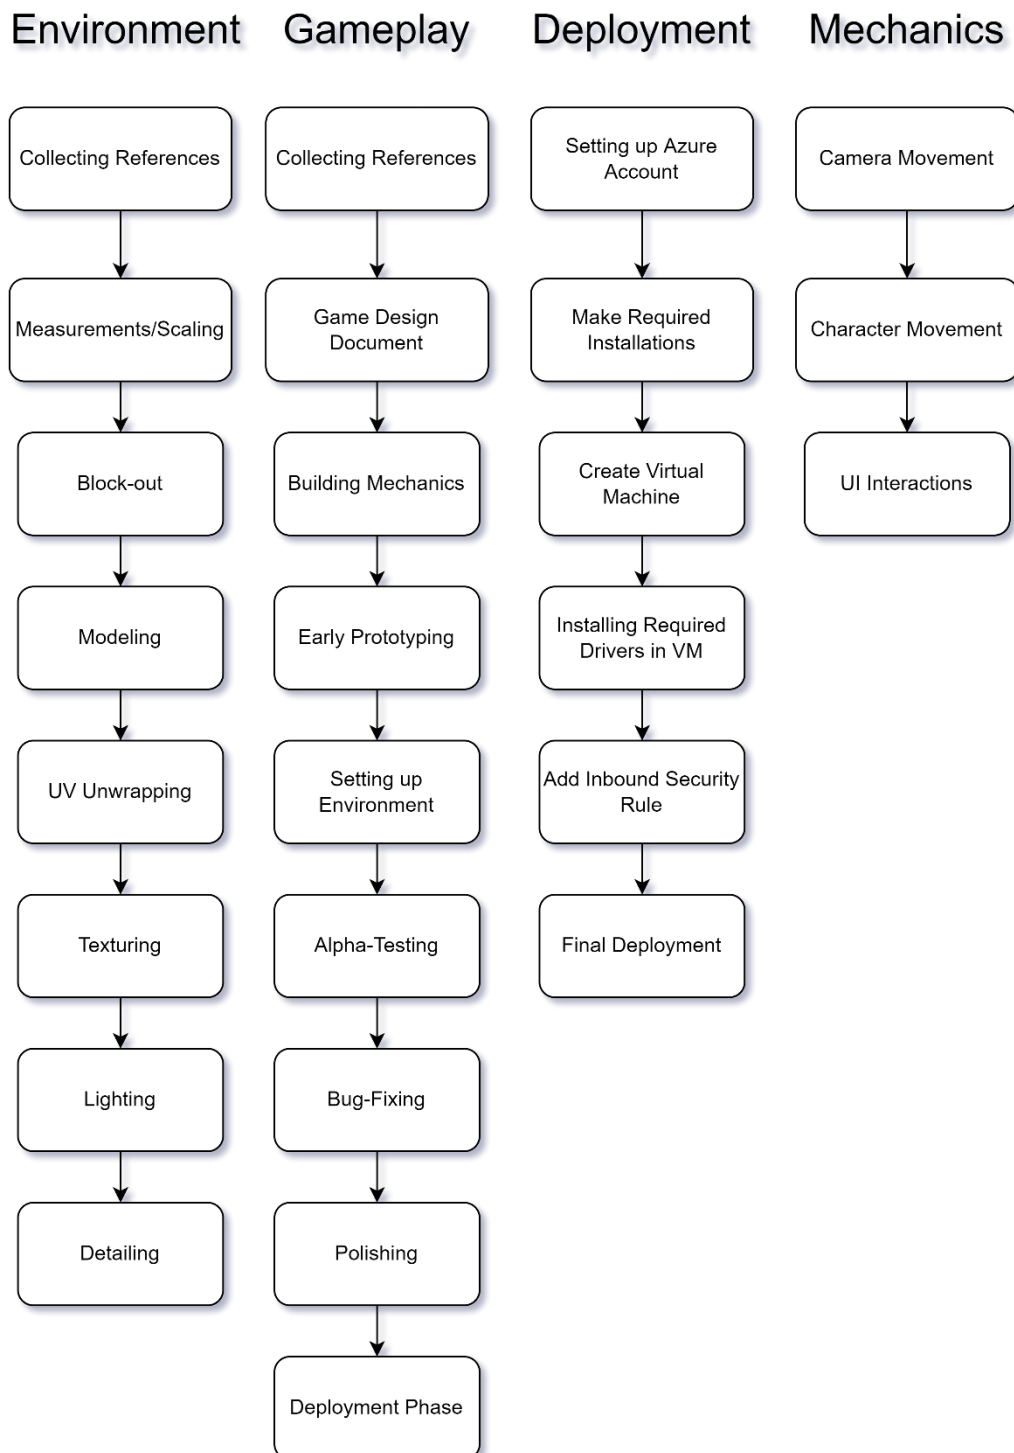 Environment
Gameplay
Deployment
Mechanics
Collecting References
Measurements/Scaling
Block-out
Modeling
UV Unwrapping
Texturing
Lighting
Detailing
Collecting References
Game Design
Document
Building Mechanics
Early Prototyping
Setting up
Environment
Alpha-Testing
Bug-Fixing
Polishing
Deployment Phase
Setting up Azure
Account
Make Required
Installations
Create Virtual
Machine
Installing Required
Drivers in VM
Add Inbound Security
Rule
Final Deployment
Camera Movement
Character Movement
UI Interactions